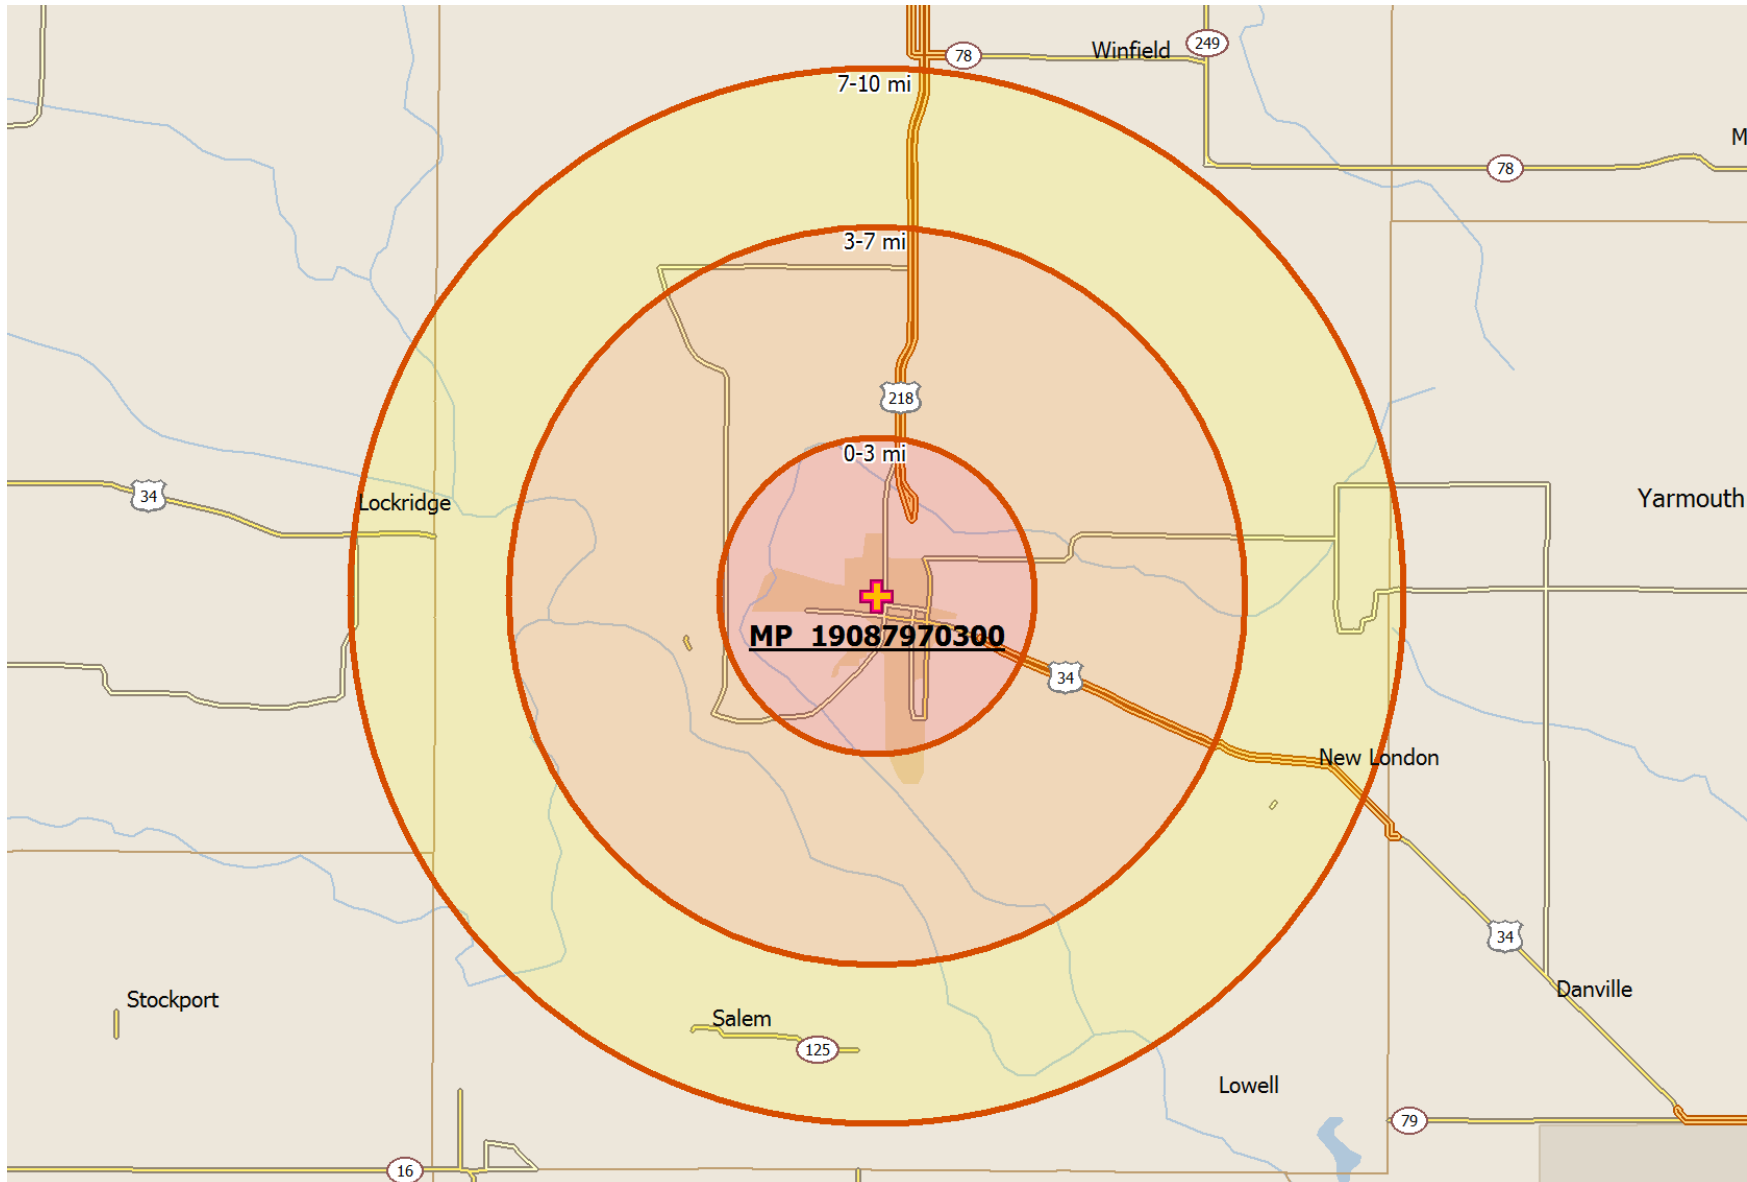 249
Winfield
78
7-10 mi
M
78
3-7 mi
218
0-3 mi
34
Lockridge
Yarmouth
MP 19087970300
34
New London
34
Danville
Stockport
Salem
125
Lowell
79
16